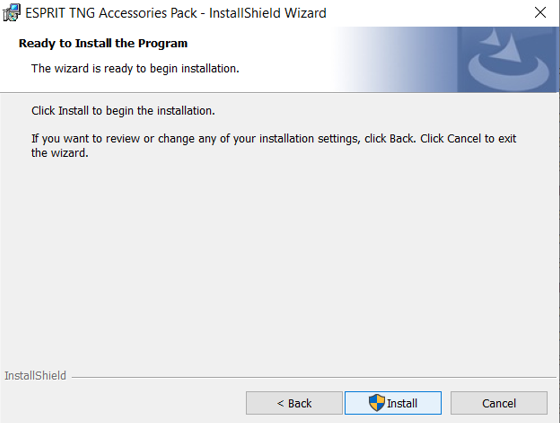 ESPRIT TNG Accessories Pack - InstallShield Wizard
Ready to Install the Program
The wizard is ready to begin installation.
Click Install to begin the installation.
If you want to review or change any of your installation settings, click Back. Click Cancel to exit
the wizard.
InstallShield
< Back
Install
Cancel